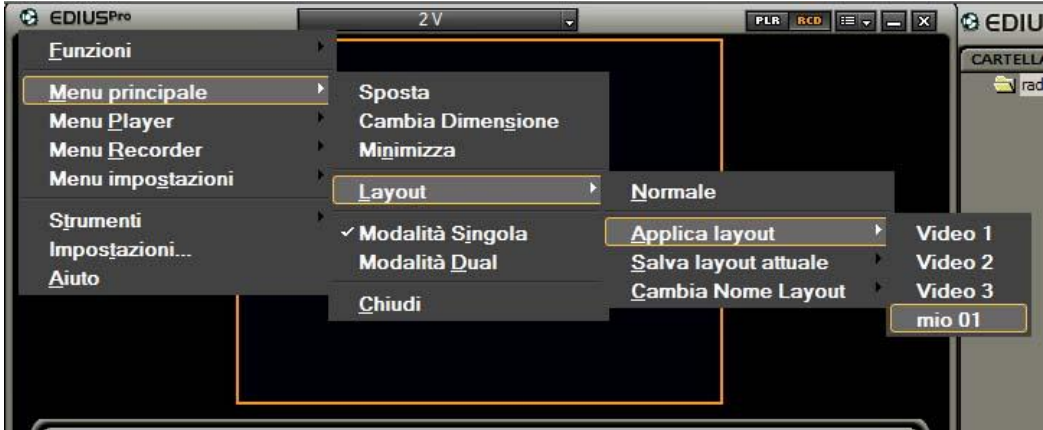 EDIUSPro
2 V
PLR RCD
EDIU
CARTELLA
rad
Funzioni
Menu principale
Menu Player
Menu Recorder
Menu impostazioni
Strumenti
Impostazioni...
Aiuto
Sposta
Cambia Dimensione
Minimizza
Layout
Modalità Singola
Modalità Dual
Chiudi
Normale
Applica layout
Salva layout attuale
Cambia Nome Layout
Video 1
Video 2
Video 3
mio 01